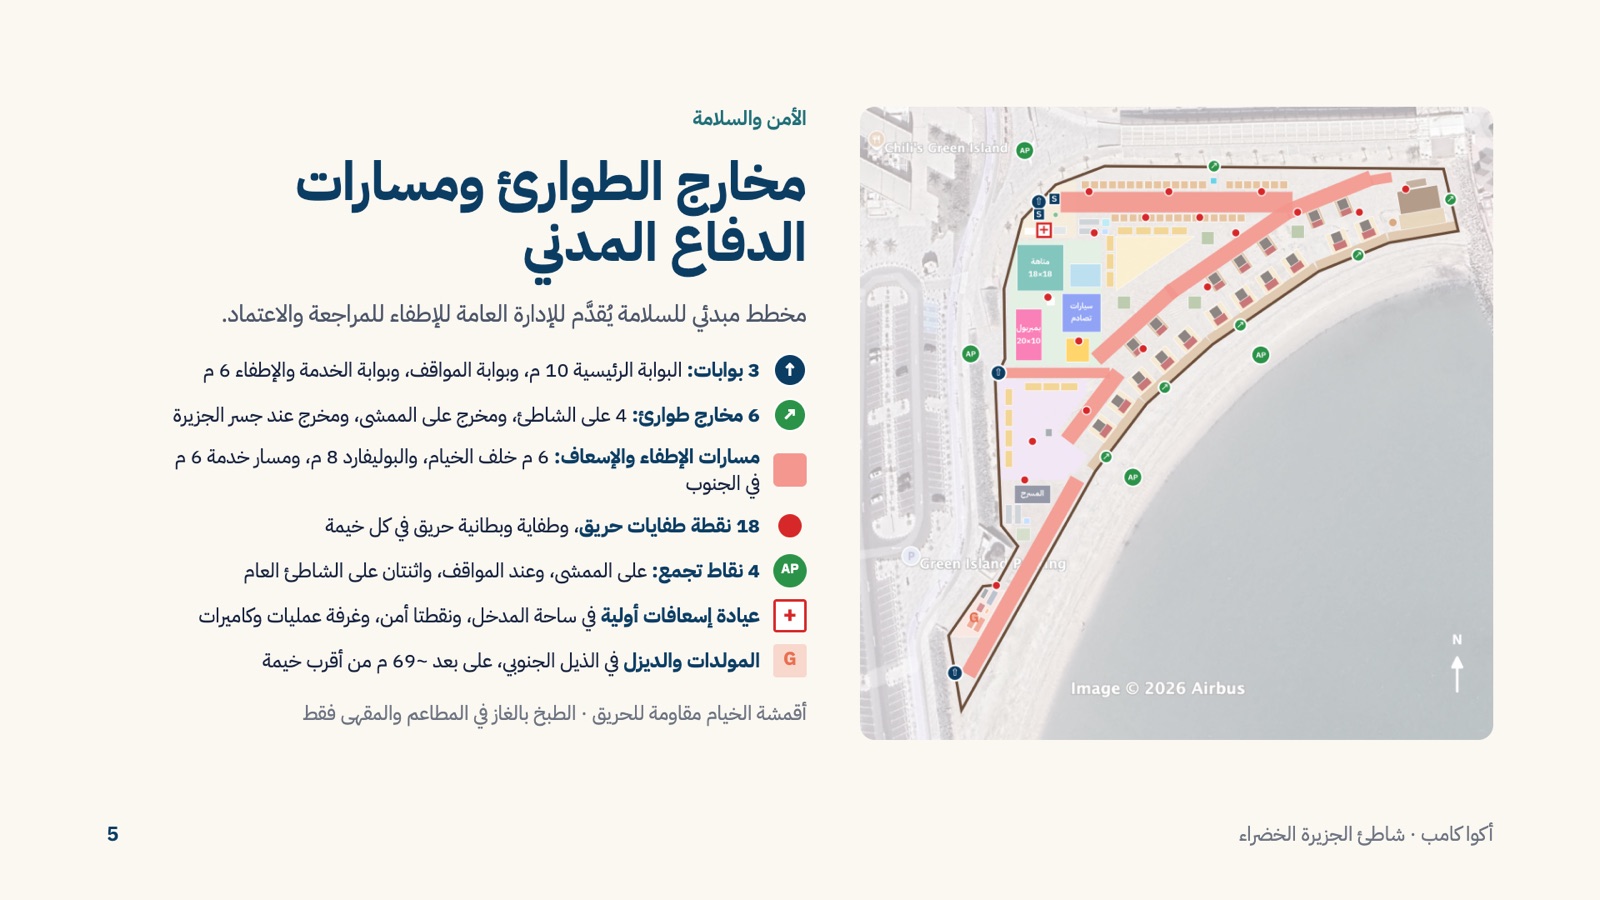 الأمن والسلامة
مخارج الطوارئ ومسارات
الدفاع المدني
مخطط مبدئي للسلامة يُقدَّم للإدارة العامة للإطفاء للمراجعة والاعتماد.
3 بوابات: البوابة الرئيسية 10 م، وبوابة المواقف، وبوابة الخدمة والإطفاء 6 م
6 مخارج طوارئ: 4 على الشاطئ، ومخرج على الممشى، ومخرج عند جسر الجزيرة
مسارات الإطفاء والإسعاف: 6 م خلف الخيام، والبوليفارد 8 م، ومسار خدمة 6 م
في الجنوب
18 نقطة طفايات حريق، وطفاية وبطانية حريق في كل خيمة
AP 4 نقاط تجمع: على الممشى، وعند المواقف، واثنتان على الشاطئ العام
عيادة إسعافات أولية في ساحة المدخل، ونقطتا أمن، وغرفة عمليات وكاميرات
G المولدات والديزل في الذيل الجنوبي، على بعد ~69 م من أقرب خيمة
أقمشة الخيام مقاومة للحريق · الطبخ بالغاز في المطاعم والمقهى فقط
Chili's Green Island
AP
S
S
متاهة
18×18
سيارات
تصادم
20×10
AP
AP
AP
المسرح
P
Green Island P ng
G
N
Image © 2026 Airbus
أكوا كامب · شاطئ الجزيرة الخضراء
5